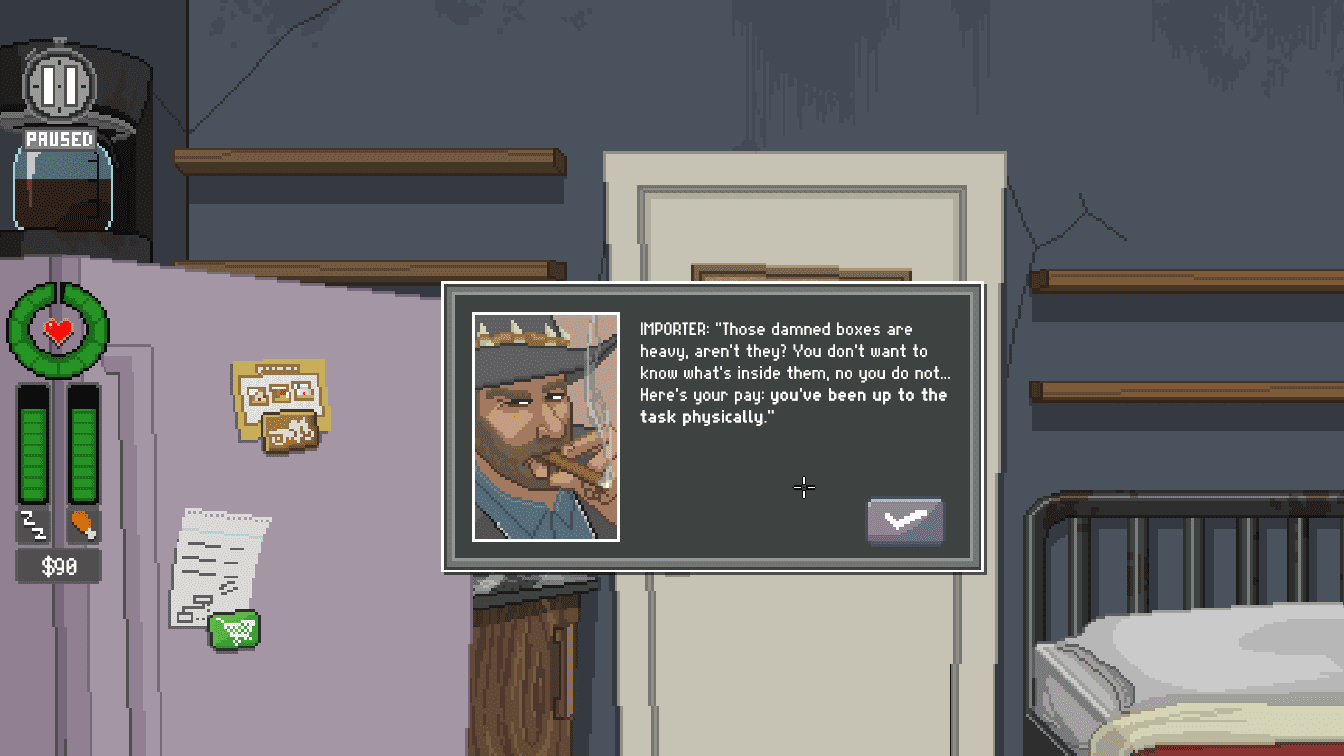 PAUSED
IMPORTER: "Those damned boxes are
heavy, aren't they? You don't want to
know what's inside them, no you do not...
Here's your pay: you've been up to the
task physically."
$90